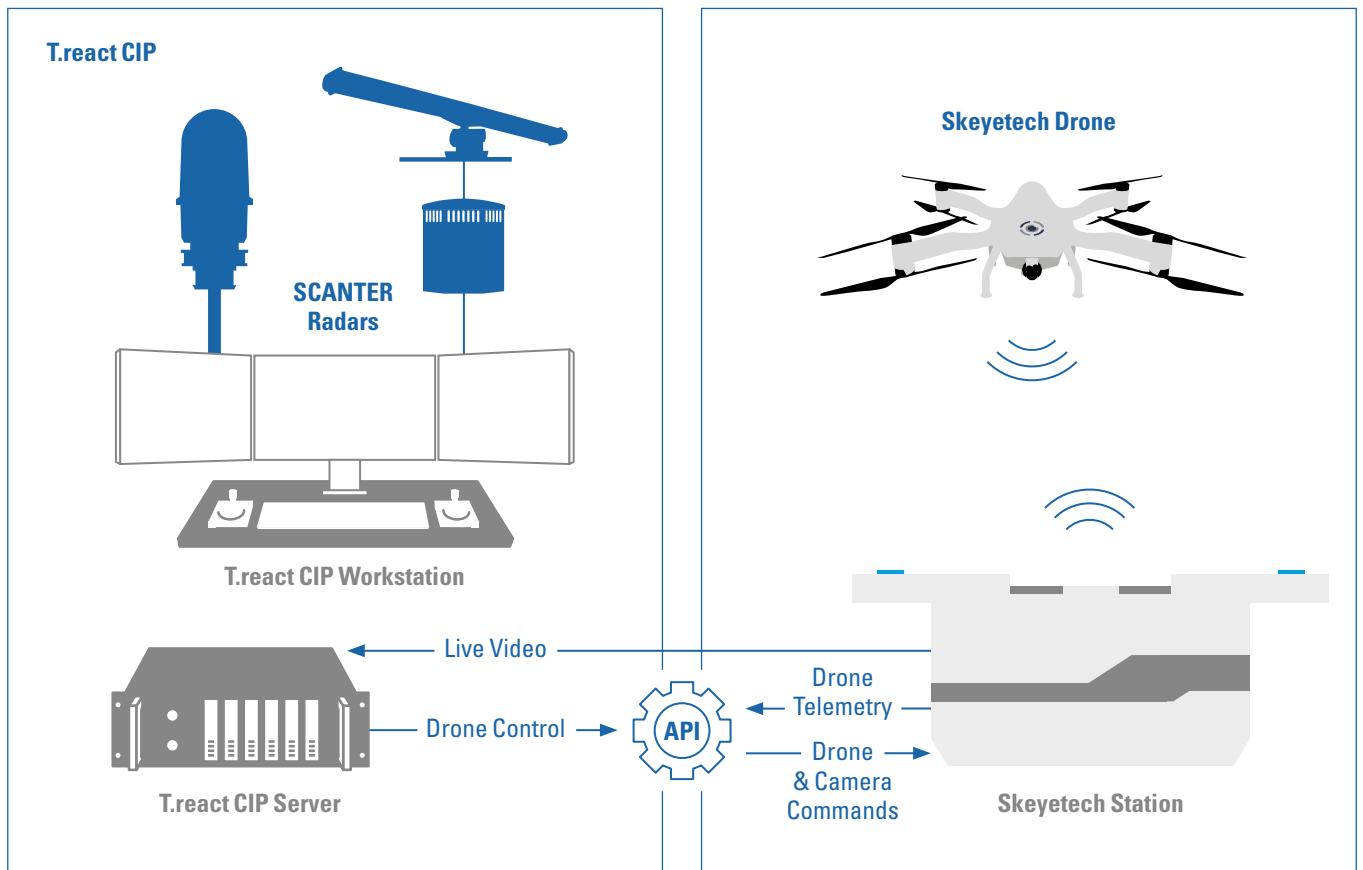 T.react CIP
SCANTER
Radars
T.react CIP Workstation
Live Video
Drone Control
T.react CIP Server
API
Skeyetech Drone
Drone
Telemetry
Drone
& Camera
Commands
Skeyetech Station